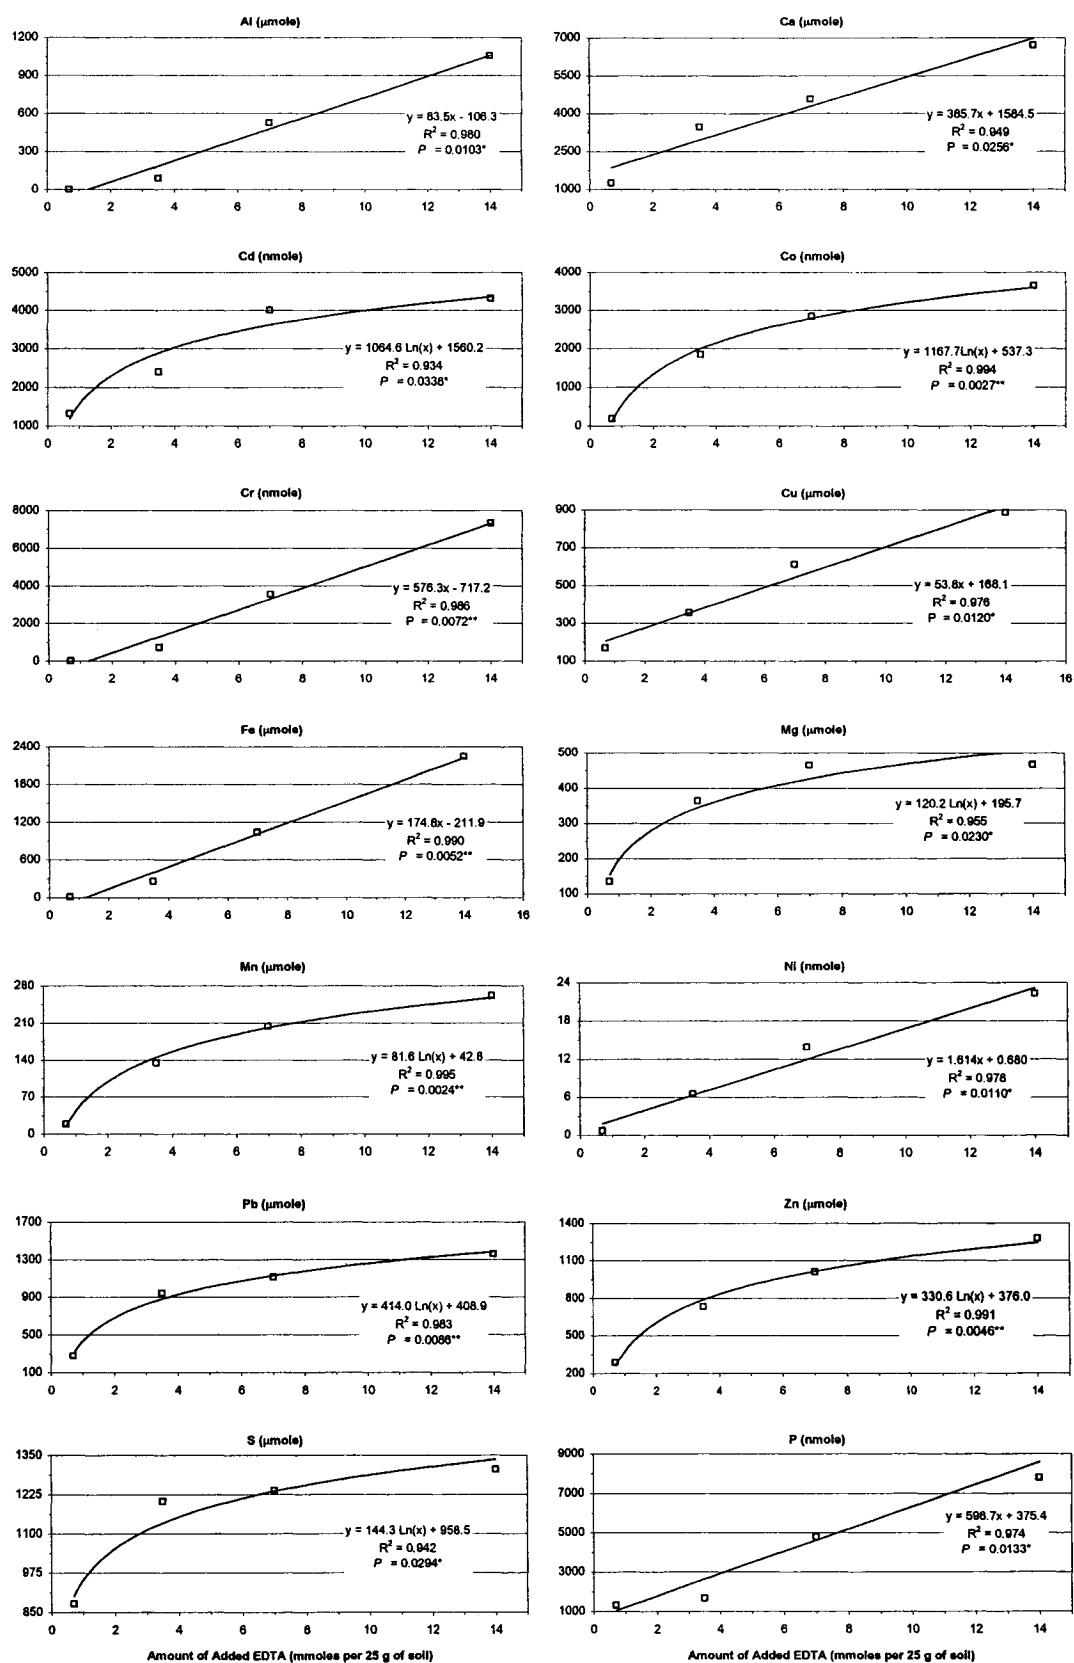 Al (µmole)
1200
900
600
300
0
y = 83.5x - 106.3
R² = 0.980
P = 0.0103*
0 2 4 6 8 10 12 14
Ca (µmole)
7000
5500
4000
2500
1000
y = 385.7x + 1584.5
R² = 0.949
P = 0.0256*
0 2 4 6 8 10 12 14
Cd (nmole)
5000
4000
3000
2000
1000
y = 1064.6 Ln(x) + 1560.2
R² = 0.934
P = 0.0338*
0 2 4 6 8 10 12 14
Co (nmole)
4000
3000
2000
1000
0
y = 1167.7Ln(x) + 537.3
R² = 0.994
P = 0.0027**
0 2 4 6 8 10 12 14
Cr (nmole)
8000
6000
4000
2000
0
y = 576.3x - 717.2
R² = 0.986
P = 0.0072**
0 2 4 6 8 10 12 14
Cu (µmole)
900
700
500
300
100
y = 53.8x + 168.1
R² = 0.976
P = 0.0120*
0 2 4 6 8 10 12 14 16
Fe (µmole)
2400
1800
1200
600
0
y = 174.8x - 211.9
R² = 0.990
P = 0.0052**
0 2 4 6 8 10 12 14 16
Mg (µmole)
500
400
300
200
100
y = 120.2 Ln(x) + 195.7
R² = 0.955
P = 0.0230*
0 2 4 6 8 10 12 14
Mn (µmole)
280
210
140
70
0
y = 81.6 Ln(x) + 42.8
R² = 0.995
P = 0.0024**
0 2 4 6 8 10 12 14
Ni (nmole)
24
18
12
6
0
y = 1.614x + 0.680
R² = 0.978
P = 0.0110*
0 2 4 6 8 10 12 14
Pb (µmole)
1700
1300
900
500
100
y = 414.0 Ln(x) + 408.9
R² = 0.983
P = 0.0086**
0 2 4 6 8 10 12 14
Zn (µmole)
1400
1100
800
500
200
y = 330.6 Ln(x) + 376.0
R² = 0.991
P = 0.0046**
0 2 4 6 8 10 12 14
S (µmole)
1350
1225
1100
975
850
y = 144.3 Ln(x) + 958.5
R² = 0.942
P = 0.0294*
0 2 4 6 8 10 12 14
Amount of Added EDTA (mmoles per 25 g of soil)
P (nmole)
9000
7000
5000
3000
1000
y = 596.7x + 375.4
R² = 0.974
P = 0.0133*
0 2 4 6 8 10 12 14
Amount of Added EDTA (mmoles per 25 g of soil)